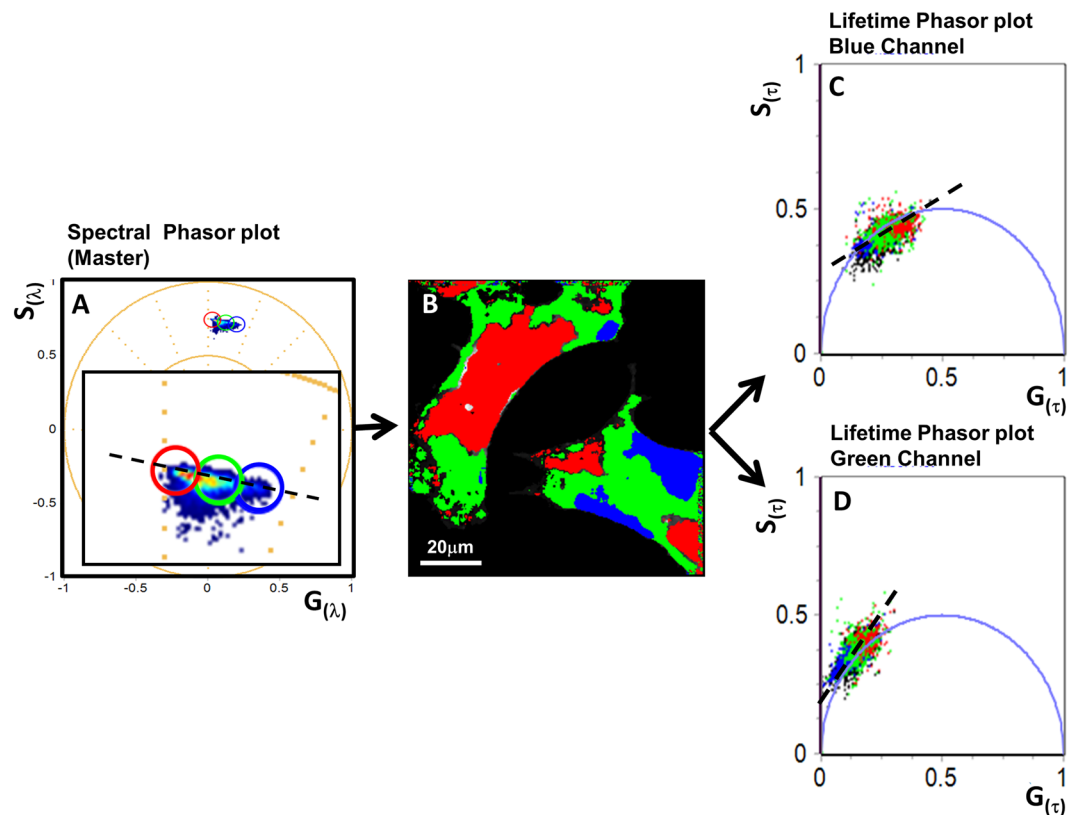 Lifetime Phasor plot
Blue Channel
1
C
S(τ)
0.5
0
0
0.5
1
G(τ)
Spectral Phasor plot
(Master)
A
S(λ)
1
0.5
0
-0.5
-1
-1
-0.5
0
0.5
1
G(λ)
B
20μm
Lifetime Phasor plot
Green Channel
1
D
S(τ)
0.5
0
0
0.5
1
G(τ)